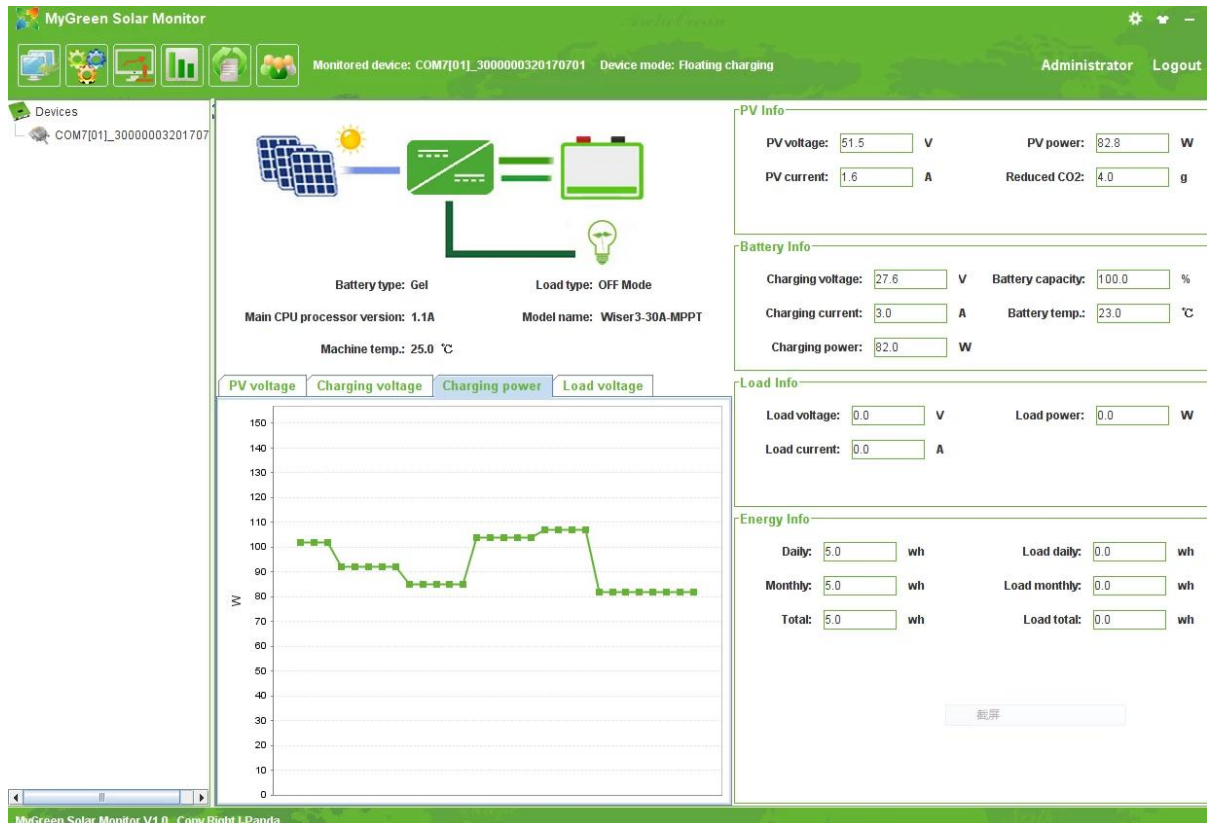 MyGreen Solar Monitor
Monitored device: COM7[01]_3000000320170701 Device mode: Floating charging
Administrator Logout
Devices
COM7[01]_30000003201707
Battery type: Gel Load type: OFF Mode
Main CPU processor version: 1.1A Model name: Wiser3-30A-MPPT
Machine temp.: 25.0 ℃
PV voltage Charging voltage Charging power Load voltage
W
150
140
130
120
110
100
90
80
70
60
50
40
30
20
10
0
PV Info
PV voltage: 51.5 V PV power: 82.8 W
PV current: 1.6 A Reduced CO2: 4.0 g
Battery Info
Charging voltage: 27.6 V Battery capacity: 100.0 %
Charging current: 3.0 A Battery temp.: 23.0 ℃
Charging power: 82.0 W
Load Info
Load voltage: 0.0 V Load power: 0.0 W
Load current: 0.0 A
Energy Info
Daily: 5.0 wh Load daily: 0.0 wh
Monthly: 5.0 wh Load monthly: 0.0 wh
Total: 5.0 wh Load total: 0.0 wh
截屏
MyGreen Solar Monitor V1.0 Copy Right I-Panda